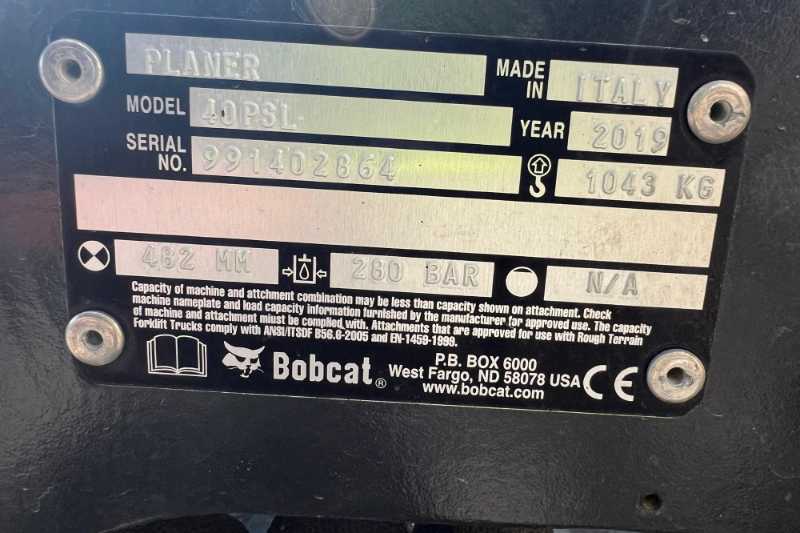 PLANER MADE IN ITALY
MODEL 40PSL YEAR 2019
SERIAL NO. 991402864 1043 KG
482 MM 280 BAR N/A
Capacity of machine and attchment combination may be less than capacity shown on attachment. Check
machine nameplate and load capacity information furnished by the manufacturer for approved use. The capacity
of machine and attachment must be complied with. Attachments that are approved for use with Rough Terrain
Forklift Trucks comply with ANSI/ITSDF B56.6-2005 and EN-1459-1999.
Bobcat®
P.B. BOX 6000
West Fargo, ND 58078 USA
www.bobcat.com
CE